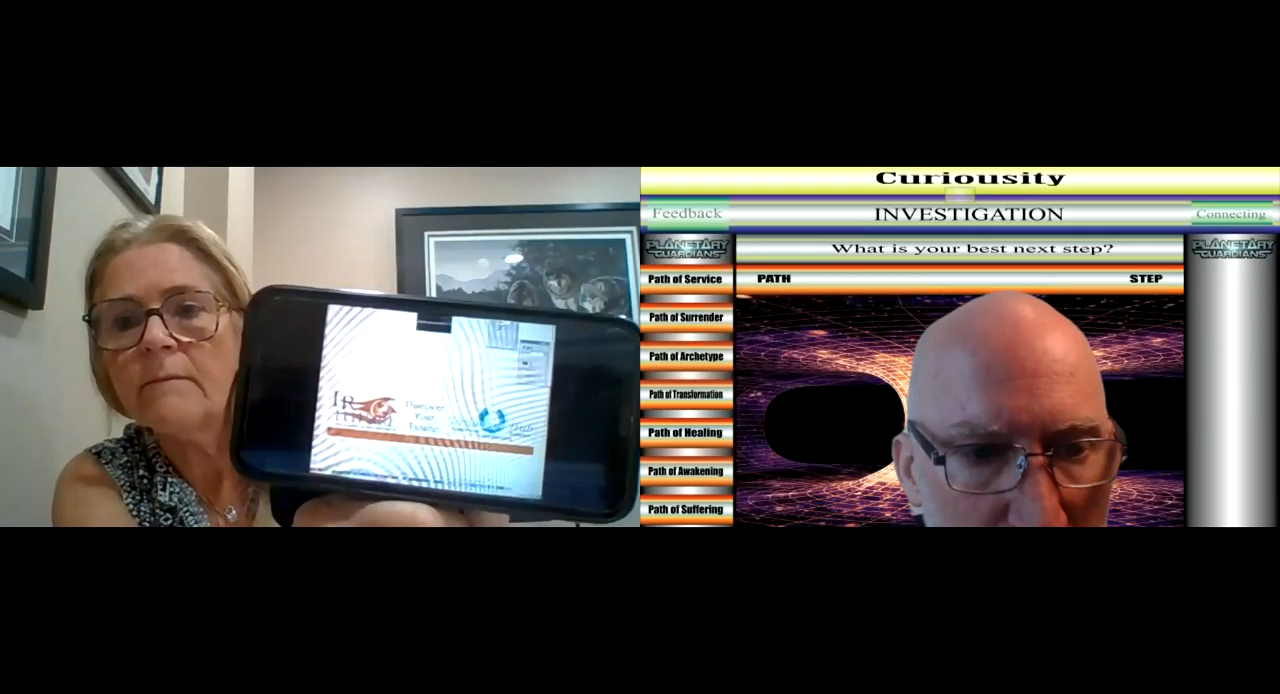 IR
Discover
Your
Future
Curiousity
Feedback
INVESTIGATION
Connecting
PLANETARY
GUARDIANS
What is your best next step?
PLANETARY
GUARDIANS
Path of Service
PATH
STEP
Path of Surrender
Path of Archetype
Path of Transformation
Path of Healing
Path of Awakening
Path of Suffering